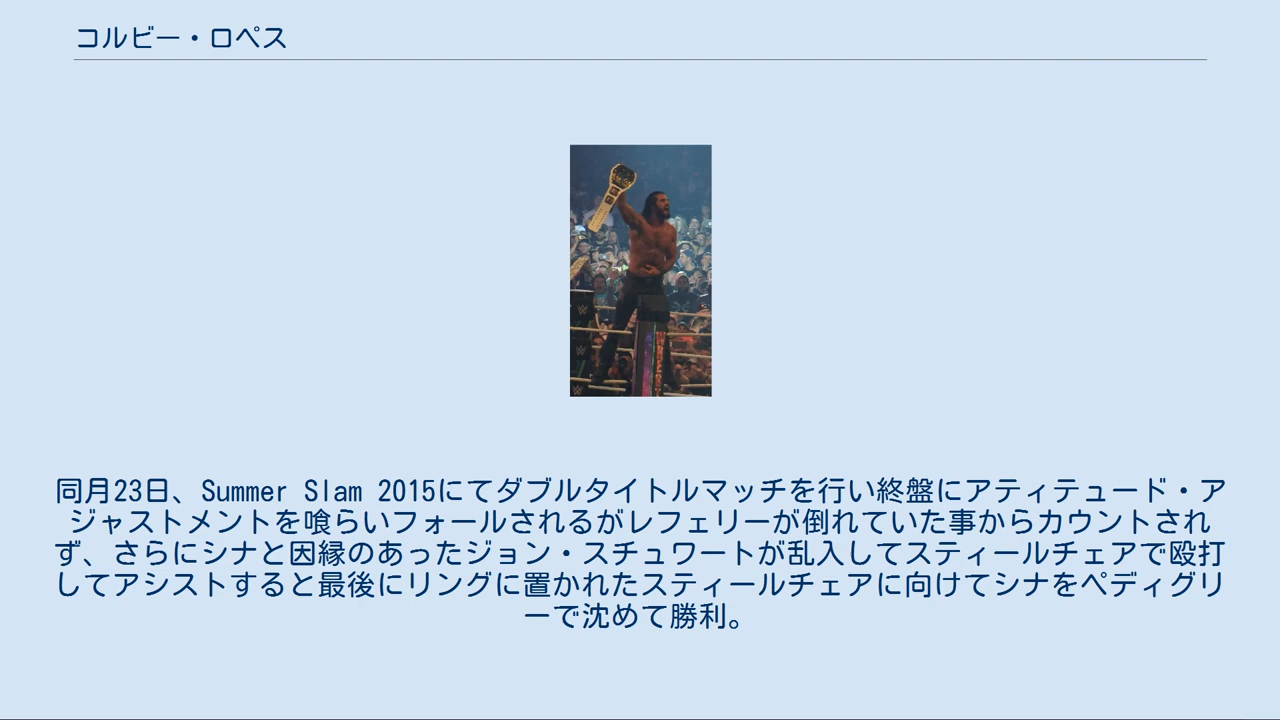 コルビー・ロペス
同月23日、Summer Slam 2015にてダブルタイトルマッチを行い終盤にアティテュード・ア
ジャストメントを喰らいフォールされるがレフェリーが倒れていた事からカウントされ
ず、さらにシナと因縁のあったジョン・スチュワートが乱入してスティールチェアで殴打
してアシストすると最後にリングに置かれたスティールチェアに向けてシナをペディグリ
ーで沈めて勝利。